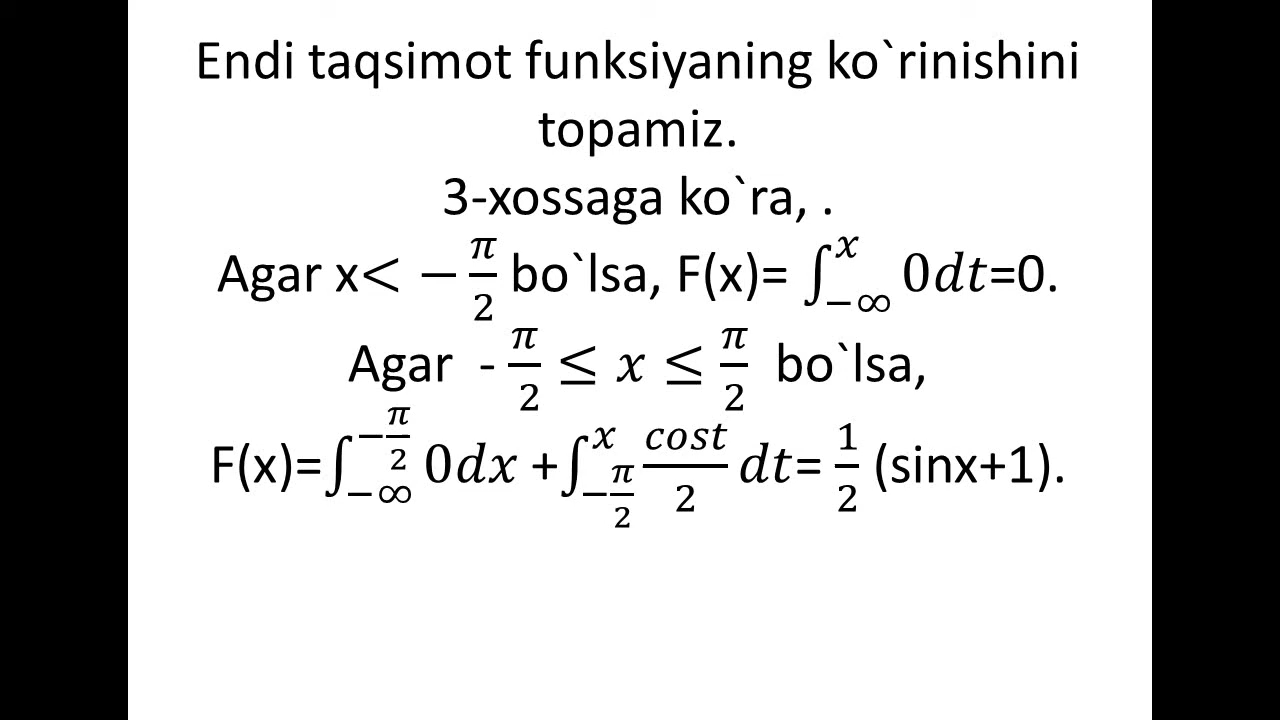 Endi taqsimot funksiyaning ko`rinishini
topamiz.
3-xossaga ko`ra, .
Agar x< −π/2 bo`lsa, F(x)= ∫_{−∞}^{x} 0dt=0.
Agar -π/2 ≤ x ≤ π/2 bo`lsa,
F(x)=∫_{−∞}^{−π/2} 0dx +∫_{−π/2}^{x} cost/2 dt= 1/2 (sinx+1).